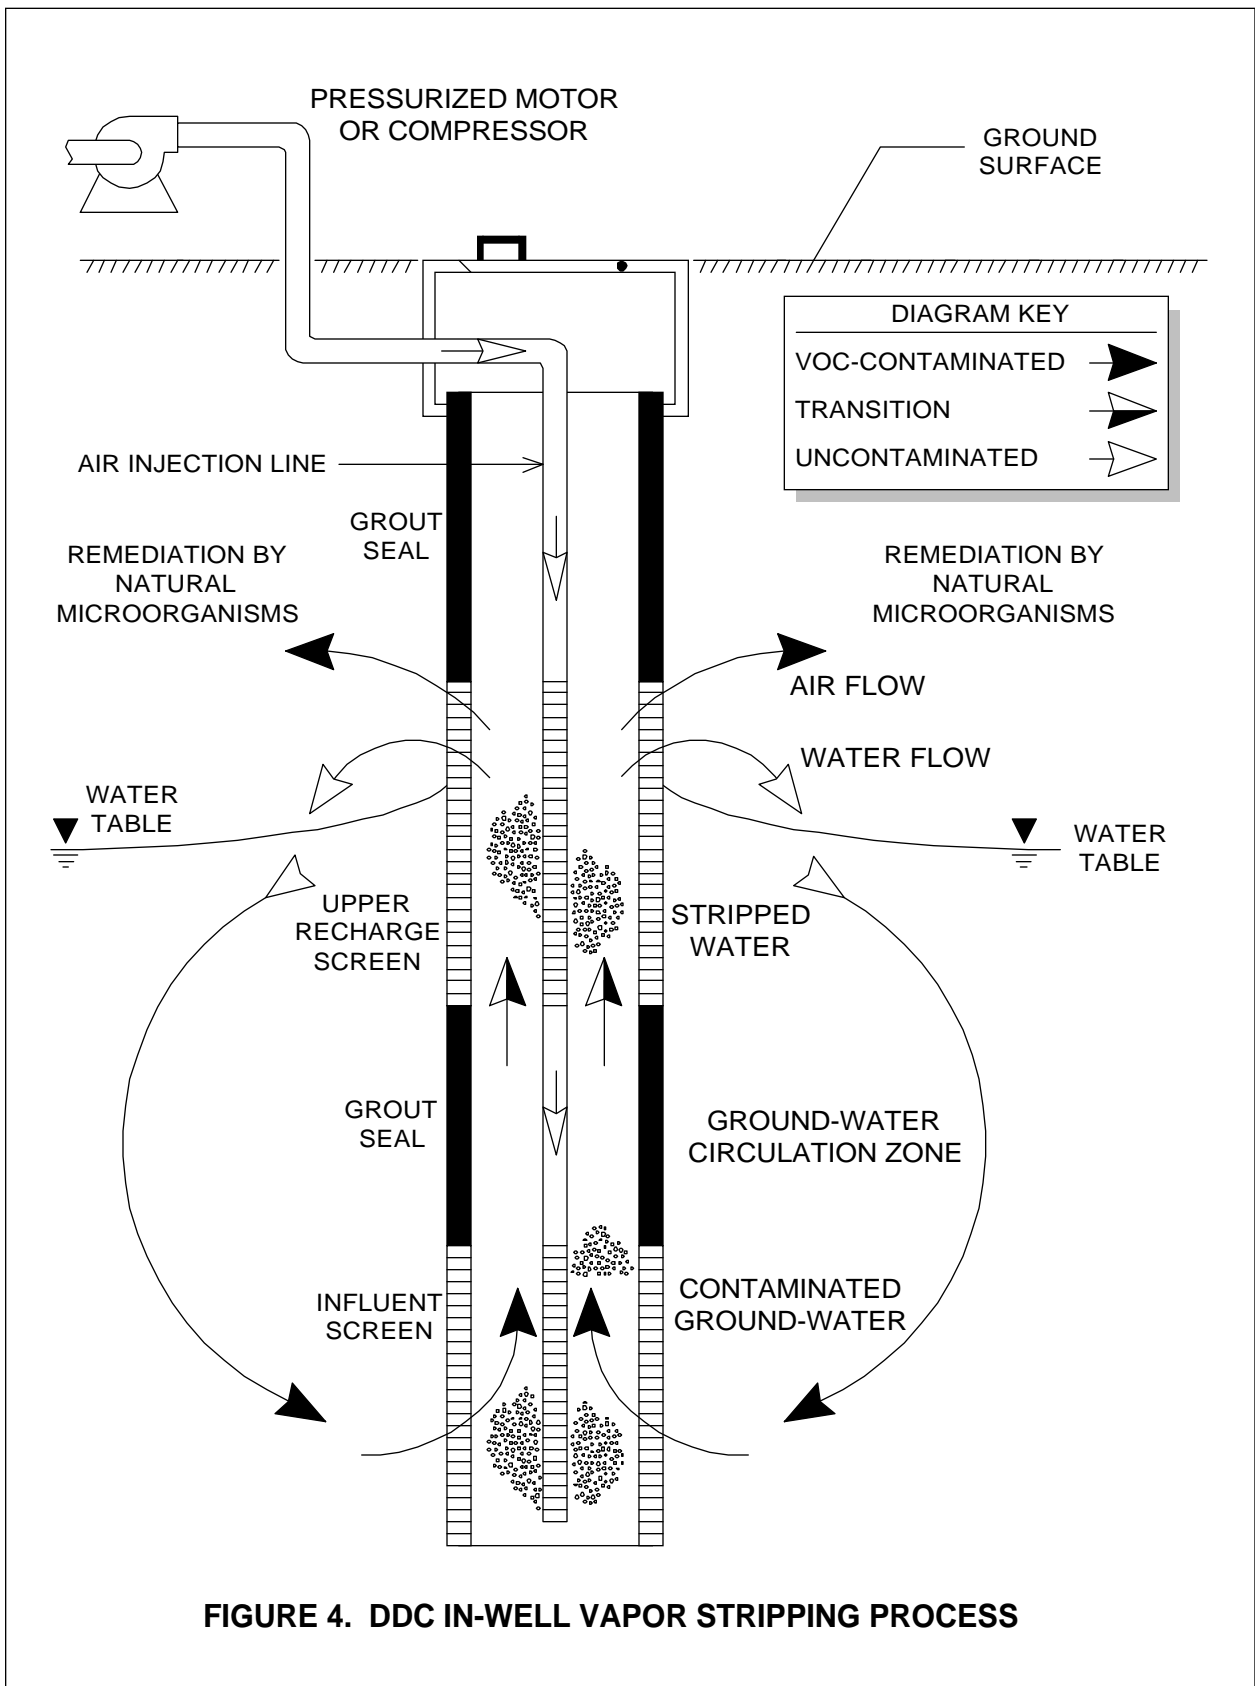 PRESSURIZED MOTOR
OR COMPRESSOR
GROUND
SURFACE
DIAGRAM KEY
VOC-CONTAMINATED
TRANSITION
UNCONTAMINATED
AIR INJECTION LINE
GROUT
SEAL
REMEDIATION BY
NATURAL
MICROORGANISMS
REMEDIATION BY
NATURAL
MICROORGANISMS
AIR FLOW
WATER FLOW
WATER
TABLE
WATER
TABLE
UPPER
RECHARGE
SCREEN
STRIPPED
WATER
GROUT
SEAL
GROUND-WATER
CIRCULATION ZONE
INFLUENT
SCREEN
CONTAMINATED
GROUND-WATER
FIGURE 4. DDC IN-WELL VAPOR STRIPPING PROCESS